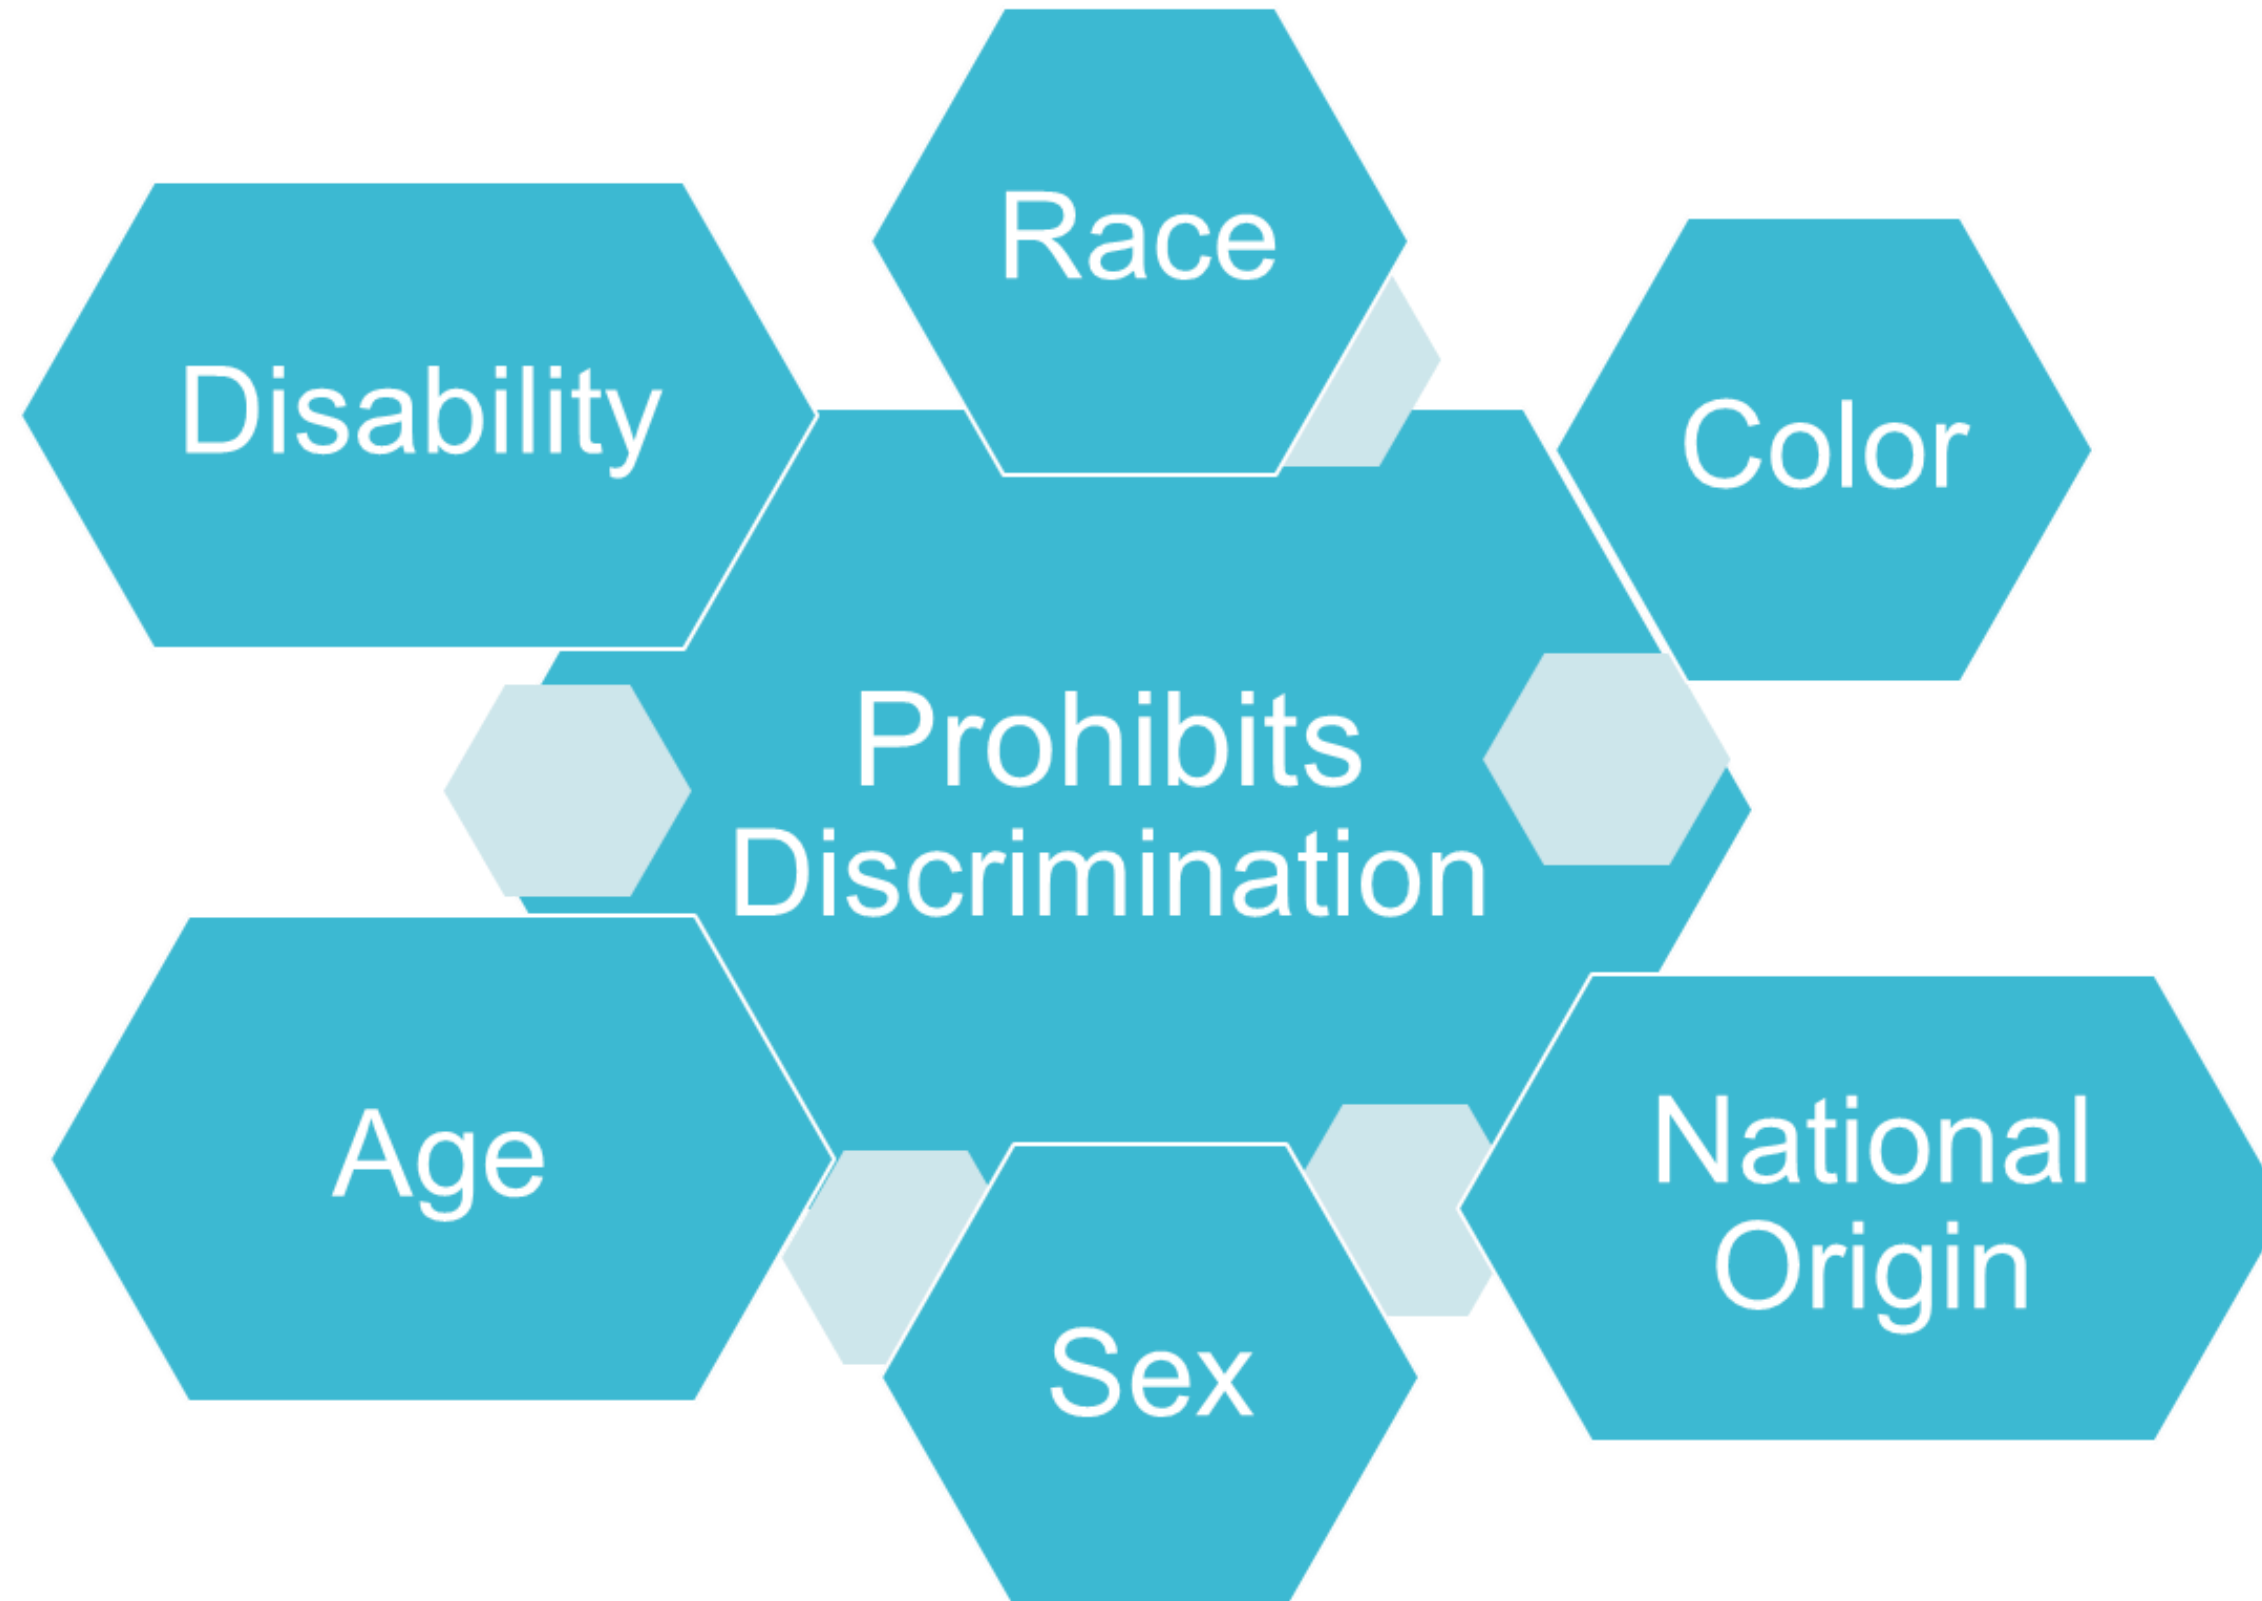 Race
Disability
Color
Prohibits
Discrimination
Age
National
Origin
Sex